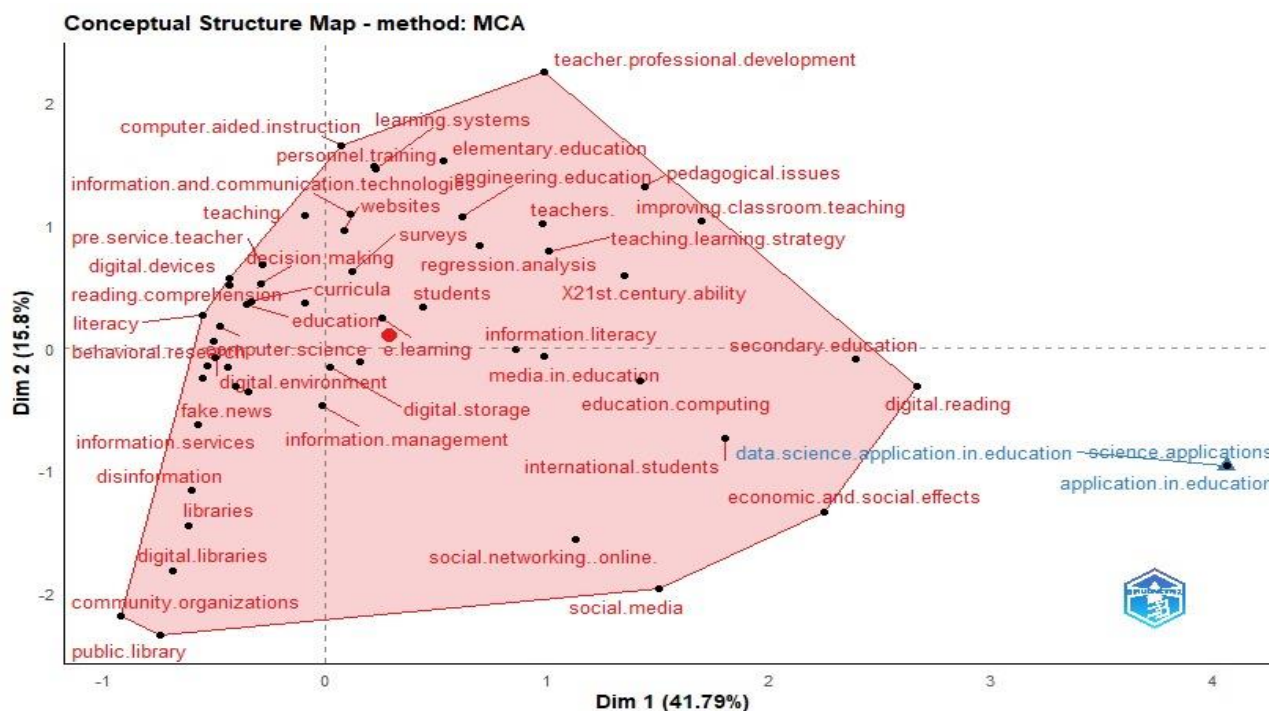 Conceptual Structure Map - method: MCA
teacher.professional.development
computer.aided.instruction
learning.systems
personnel.training
elementary.education
information.and.communication.technologies
engineering.education
pedagogical.issues
teaching
websites
teachers.
improving.classroom.teaching
pre.service.teacher
surveys
teaching.learning.strategy
digital.devices
decision.making
regression.analysis
reading.comprehension
curricula
students
X21st.century.ability
literacy
education
information.literacy
secondary.education
behavioral.research
computer.science
e.learning
digital.environment
media.in.education
fake.news
digital.storage
education.computing
digital.reading
information.services
information.management
disinformation
international.students
data.science.application.in.education
science.applications
application.in.education
libraries
economic.and.social.effects
digital.libraries
social.networking..online.
community.organizations
social.media
public.library
2
1
0
-1
-2
Dim 2 (15.8%)
-1
0
1
2
3
4
Dim 1 (41.79%)